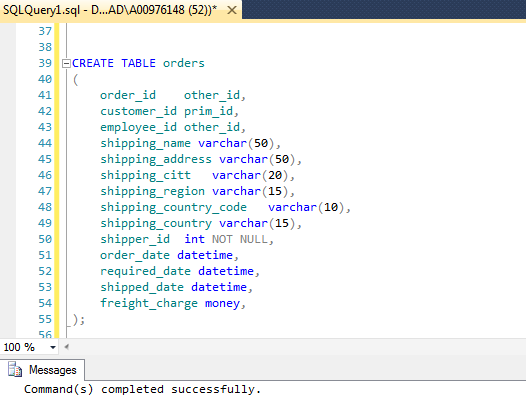 SQLQuery1.sql - D...AD\A00976148 (52))* ×
37
38
39 CREATE TABLE orders
40 (
41 order_id other_id,
42 customer_id prim_id,
43 employee_id other_id,
44 shipping_name varchar(50),
45 shipping_address varchar(50),
46 shipping_citt varchar(20),
47 shipping_region varchar(15),
48 shipping_country_code varchar(10),
49 shipping_country varchar(15),
50 shipper_id int NOT NULL,
51 order_date datetime,
52 required_date datetime,
53 shipped_date datetime,
54 freight_charge money,
55 );
56
100 %
Messages
Command(s) completed successfully.